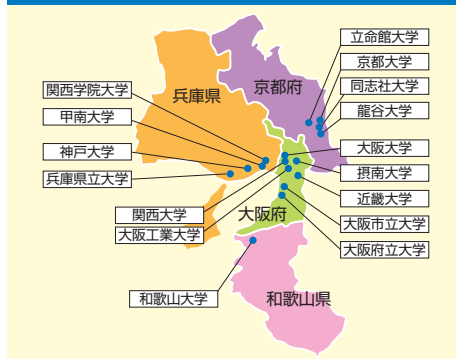 立命館大学
京都大学
同志社大学
龍谷大学
京都府
兵庫県
関西学院大学
甲南大学
神戸大学
兵庫県立大学
大阪大学
摂南大学
近畿大学
大阪市立大学
大阪府立大学
関西大学
大阪工業大学
大阪府
和歌山大学
和歌山県